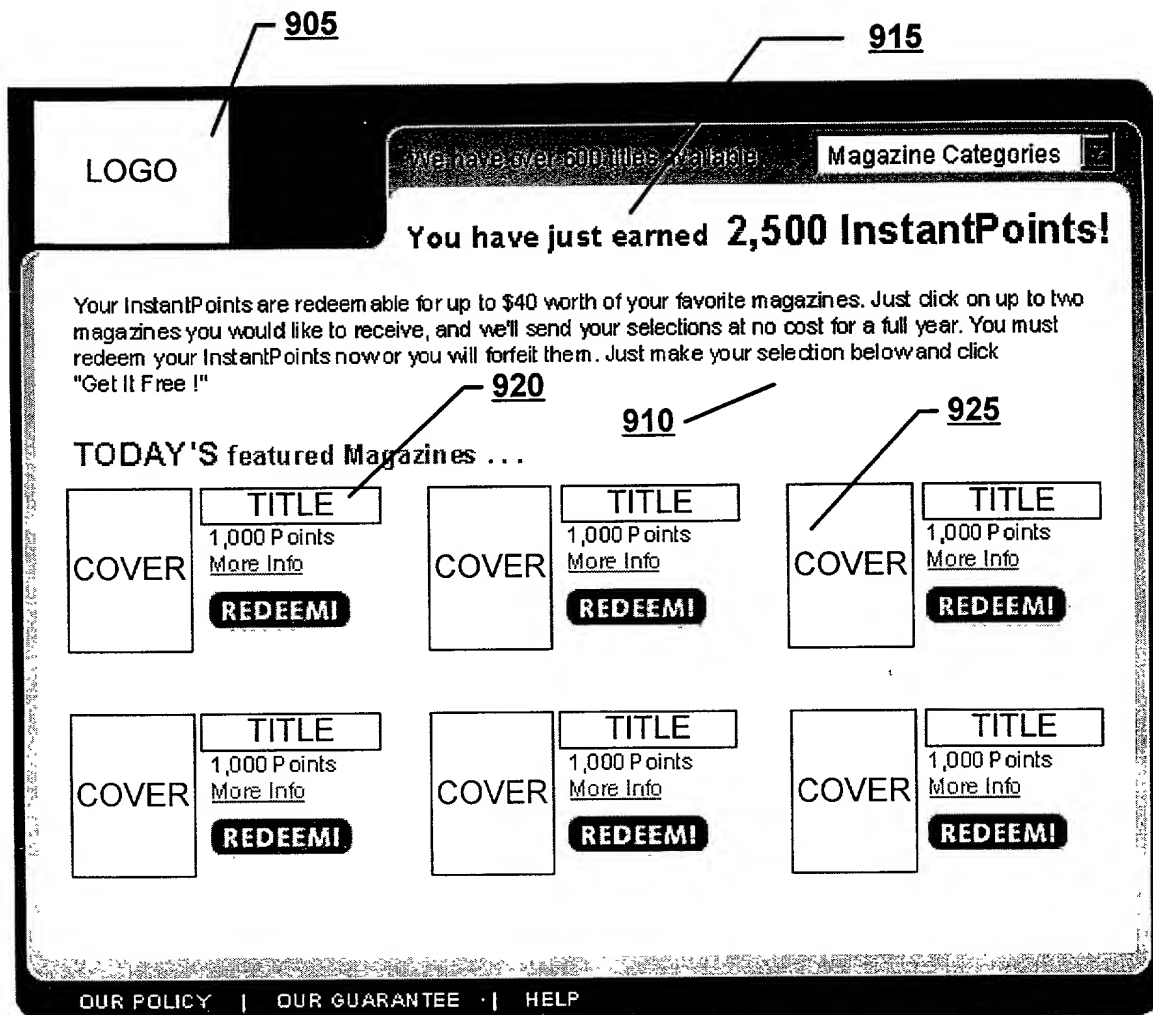 905
915
LOGO
We have over 600 titles available
Magazine Categories
You have just earned 2,500 InstantPoints!
Your InstantPoints are redeemable for up to $40 worth of your favorite magazines. Just click on up to two
magazines you would like to receive, and we'll send your selections at no cost for a full year. You must
redeem your InstantPoints now or you will forfeit them. Just make your selection below and click
"Get It Free !"
920
910
925
TODAY'S featured Magazines ...
COVER
TITLE
1,000 Points
More Info
REDEEM!
COVER
TITLE
1,000 Points
More Info
REDEEM!
COVER
TITLE
1,000 Points
More Info
REDEEM!
COVER
TITLE
1,000 Points
More Info
REDEEM!
COVER
TITLE
1,000 Points
More Info
REDEEM!
COVER
TITLE
1,000 Points
More Info
REDEEM!
OUR POLICY | OUR GUARANTEE | HELP